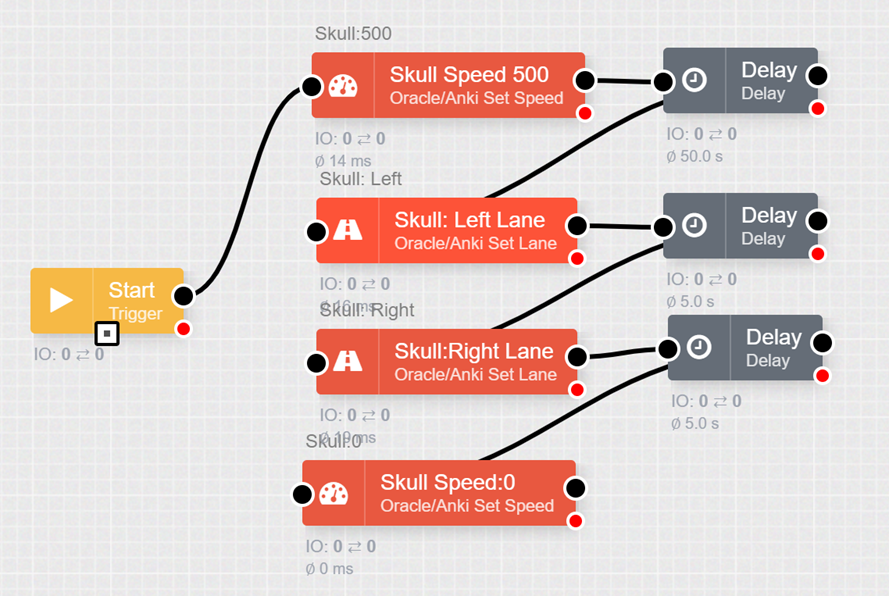 Skull:500
Skull Speed 500
Oracle/Anki Set Speed
IO: 0 ⇄ 0
Ø 14 ms
Delay
Delay
IO: 0 ⇄ 0
Ø 50.0 s
Skull: Left
Skull: Left Lane
Oracle/Anki Set Lane
IO: 0 ⇄ 0
Delay
Delay
IO: 0 ⇄ 0
Ø 5.0 s
Start
Trigger
IO: 0 ⇄ 0
Skull: Right
Skull:Right Lane
Oracle/Anki Set Lane
IO: 0 ⇄ 0
Delay
Delay
IO: 0 ⇄ 0
Ø 5.0 s
Skull:0
Skull Speed:0
Oracle/Anki Set Speed
IO: 0 ⇄ 0
Ø 0 ms